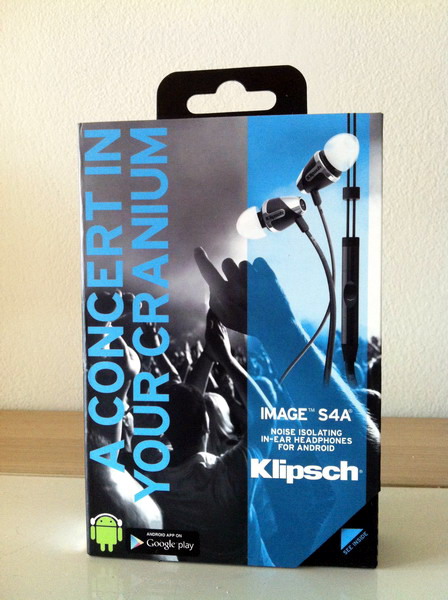 A CONCERT IN
YOUR CRANIUM
IMAGE™ S4A®
NOISE ISOLATING
IN-EAR HEADPHONES
FOR ANDROID
Klipsch®
ANDROID APP ON
Google play
SEE INSIDE